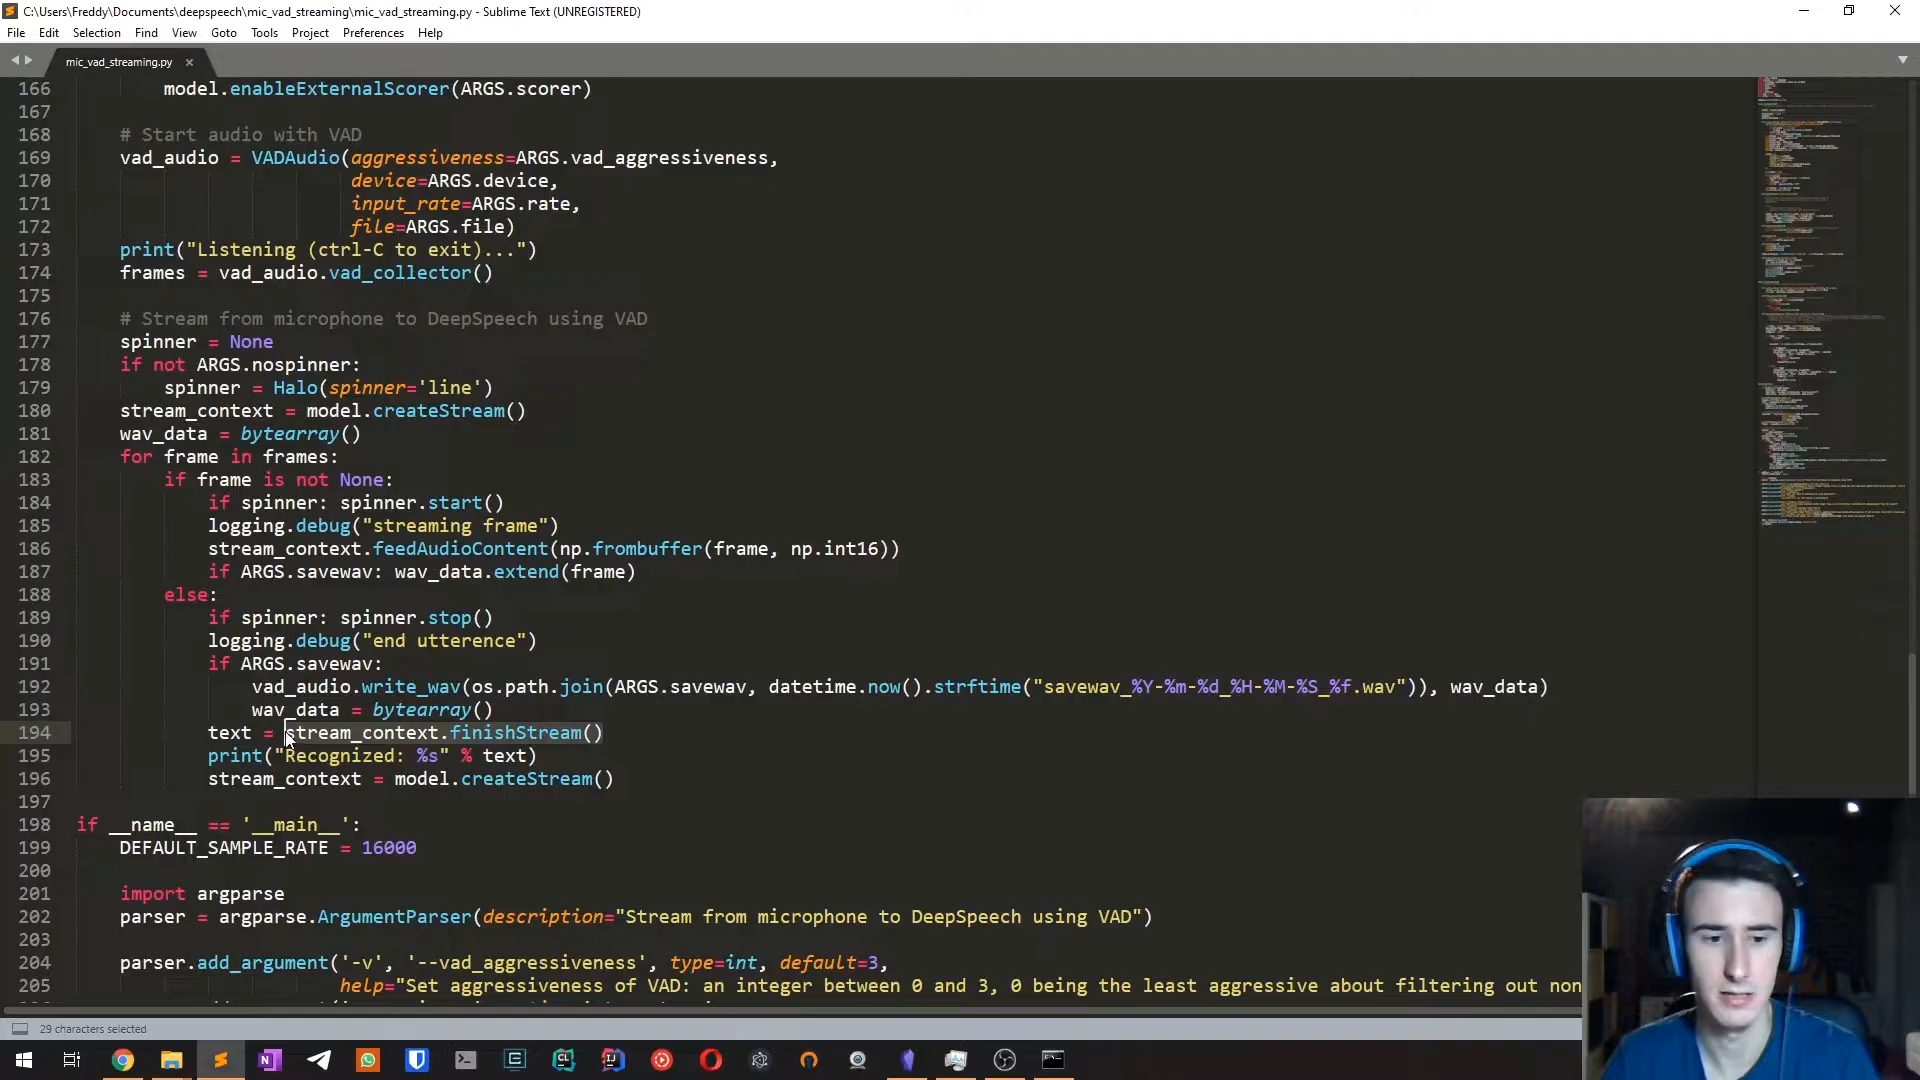 C:\Users\Freddy\Documents\deepspeech\mic_vad_streaming\mic_vad_streaming.py - Sublime Text (UNREGISTERED)
File Edit Selection Find View Goto Tools Project Preferences Help
mic_vad_streaming.py
166 model.enableExternalScorer(ARGS.scorer)
167
168 # Start audio with VAD
169 vad_audio = VADAudio(aggressiveness=ARGS.vad_aggressiveness,
170 device=ARGS.device,
171 input_rate=ARGS.rate,
172 file=ARGS.file)
173 print("Listening (ctrl-C to exit)...")
174 frames = vad_audio.vad_collector()
175
176 # Stream from microphone to DeepSpeech using VAD
177 spinner = None
178 if not ARGS.nospinner:
179 spinner = Halo(spinner='line')
180 stream_context = model.createStream()
181 wav_data = bytearray()
182 for frame in frames:
183 if frame is not None:
184 if spinner: spinner.start()
185 logging.debug("streaming frame")
186 stream_context.feedAudioContent(np.frombuffer(frame, np.int16))
187 if ARGS.savewav: wav_data.extend(frame)
188 else:
189 if spinner: spinner.stop()
190 logging.debug("end utterence")
191 if ARGS.savewav:
192 vad_audio.write_wav(os.path.join(ARGS.savewav, datetime.now().strftime("savewav_%Y-%m-%d_%H-%M-%S_%f.wav")), wav_data)
193 wav_data = bytearray()
194 text = stream_context.finishStream()
195 print("Recognized: %s" % text)
196 stream_context = model.createStream()
197
198 if __name__ == '__main__':
199 DEFAULT_SAMPLE_RATE = 16000
200
201 import argparse
202 parser = argparse.ArgumentParser(description="Stream from microphone to DeepSpeech using VAD")
203
204 parser.add_argument('-v', '--vad_aggressiveness', type=int, default=3,
205 help="Set aggressiveness of VAD: an integer between 0 and 3, 0 being the least aggressive about filtering out non
29 characters selected